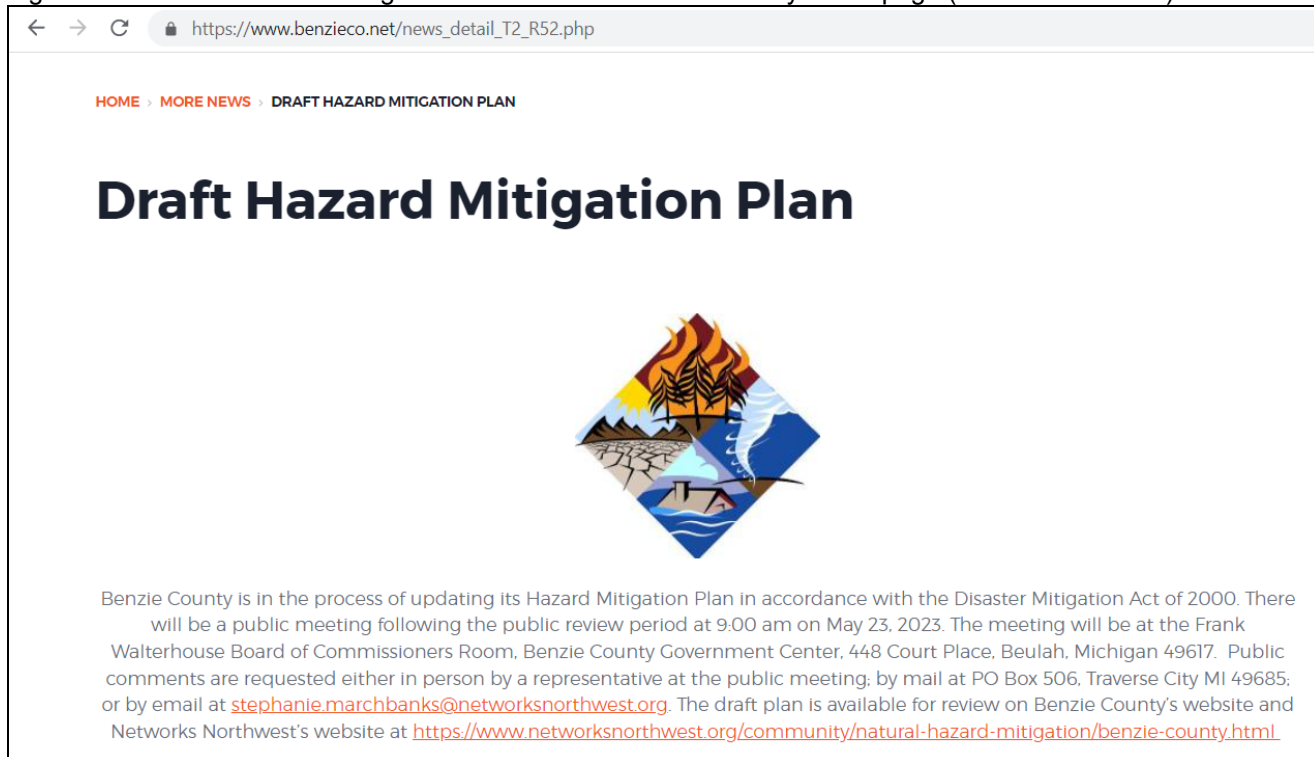 https://www.benzieco.net/news_detail_T2_R52.php
HOME › MORE NEWS › DRAFT HAZARD MITIGATION PLAN
Draft Hazard Mitigation Plan
Benzie County is in the process of updating its Hazard Mitigation Plan in accordance with the Disaster Mitigation Act of 2000. There
will be a public meeting following the public review period at 9:00 am on May 23, 2023. The meeting will be at the Frank
Walterhouse Board of Commissioners Room, Benzie County Government Center, 448 Court Place, Beulah, Michigan 49617. Public
comments are requested either in person by a representative at the public meeting; by mail at PO Box 506, Traverse City MI 49685;
or by email at stephanie.marchbanks@networksnorthwest.org. The draft plan is available for review on Benzie County's website and
Networks Northwest's website at https://www.networksnorthwest.org/community/natural-hazard-mitigation/benzie-county.html